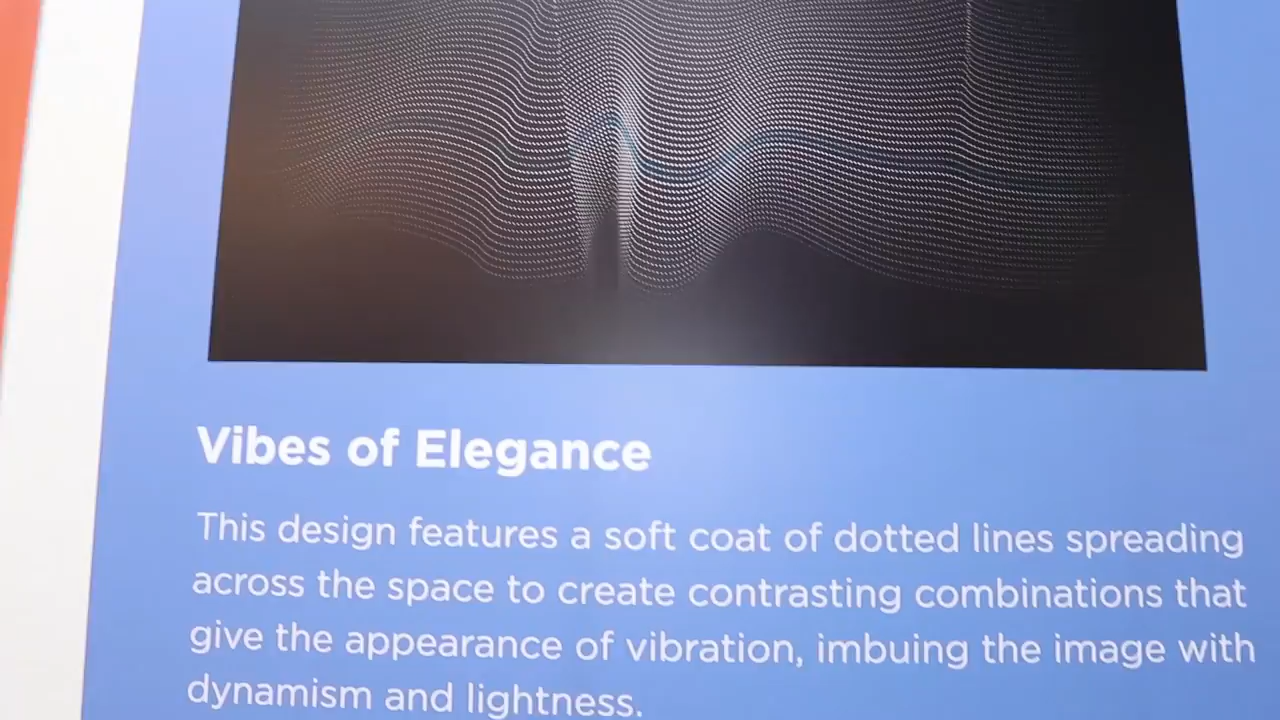 Vibes of Elegance
This design features a soft coat of dotted lines spreading
across the space to create contrasting combinations that
give the appearance of vibration, imbuing the image with
dynamism and lightness.